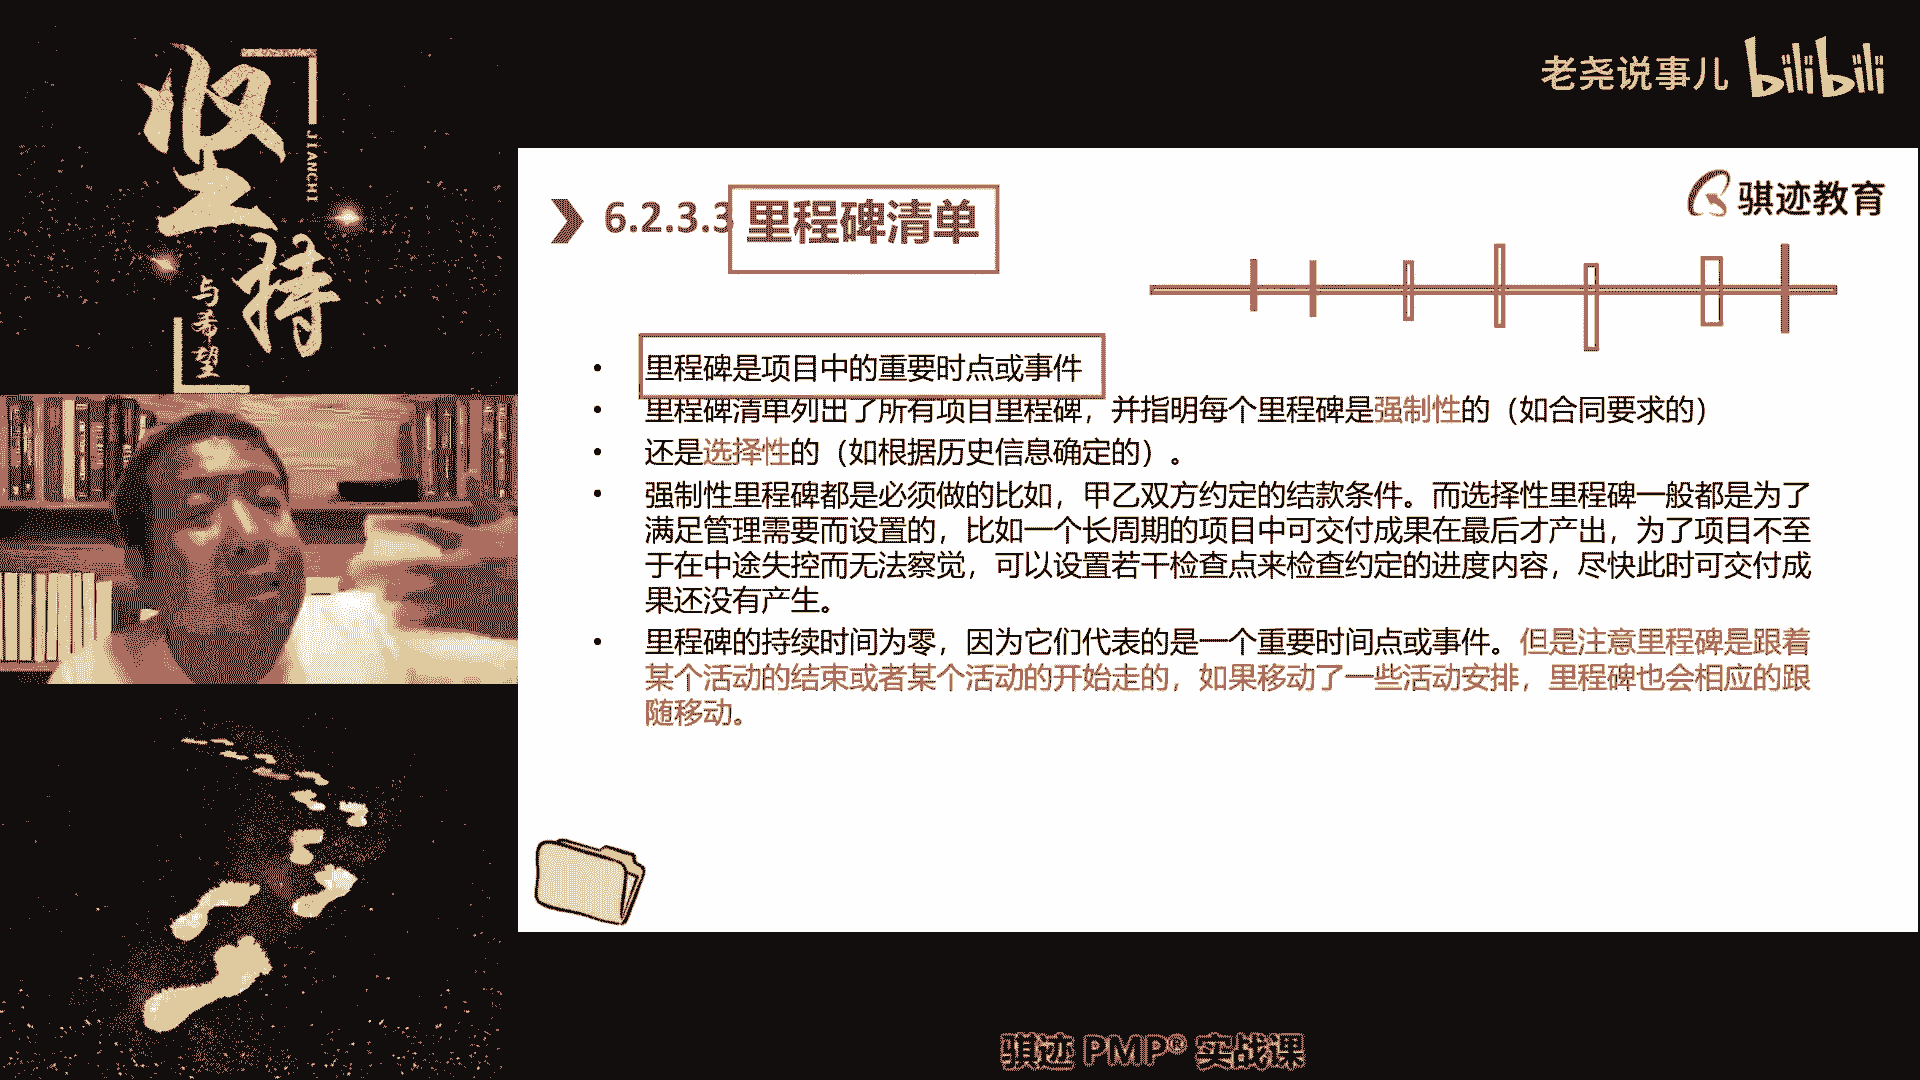 坚持
JIANCHI
与希望
老尧说事儿 bilibili
骐迹教育
6.2.3.3 里程碑清单
里程碑是项目中的重要时点或事件
里程碑清单列出了所有项目里程碑，并指明每个里程碑是强制性的（如合同要求的）
还是选择性的（如根据历史信息确定的）。
强制性里程碑都是必须做的比如，甲乙双方约定的结款条件。而选择性里程碑一般都是为了
满足管理需要而设置的，比如一个长周期的项目中可交付成果在最后才产出，为了项目不至
于在中途失控而无法察觉，可以设置若干检查点来检查约定的进度内容，尽快此时可交付成
果还没有产生。
里程碑的持续时间为零，因为它们代表的是一个重要时间点或事件。但是注意里程碑是跟着
某个活动的结束或者某个活动的开始走的，如果移动了一些活动安排，里程碑也会相应的跟
随移动。
骐迹 PMP® 实战课